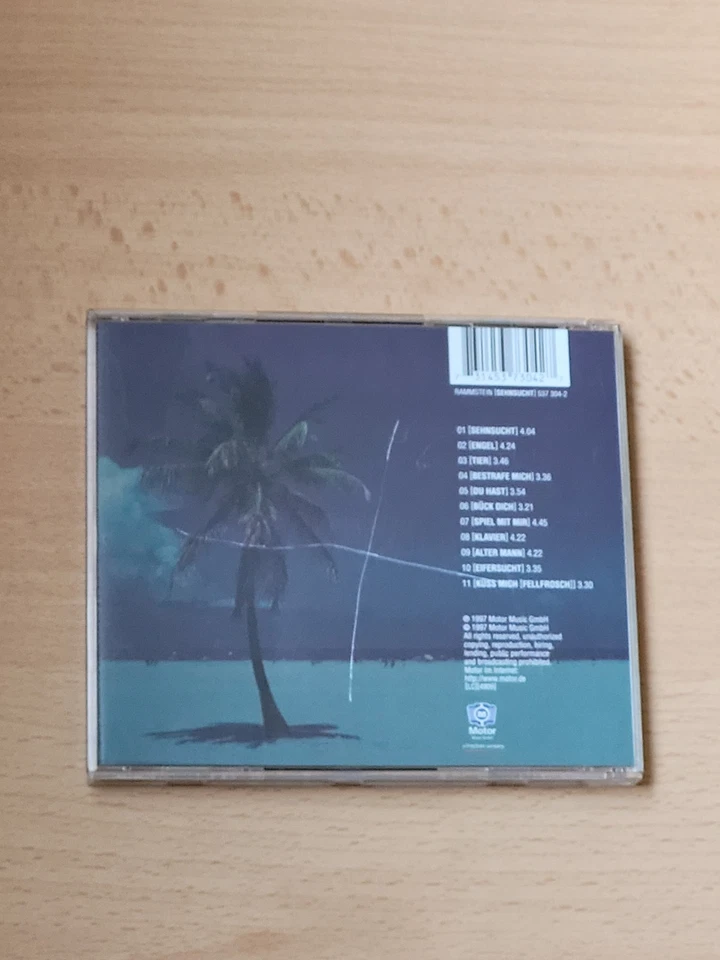 31453 73042
RAMMSTEIN [SEHNSUCHT] 537 304-2
01 [SEHNSUCHT] 4.04
02 [ENGEL] 4.24
03 [TIER] 3.46
04 [BESTRAFE MICH] 3.36
05 [DU HAST] 3.54
06 [BÜCK DICH] 3.21
07 [SPIEL MIT MIR] 4.45
08 [KLAVIER] 4.22
09 [ALTER MANN] 4.22
10 [EIFERSUCHT] 3.35
11 [KÜSS MICH [FELLFROSCH]] 3.30
℗ 1997 Motor Music GmbH
© 1997 Motor Music GmbH
All rights reserved, unauthorized
copying, reproduction, hiring,
lending, public performance
and broadcasting prohibited.
Motor im Internet:
http://www.motor.de
Motor